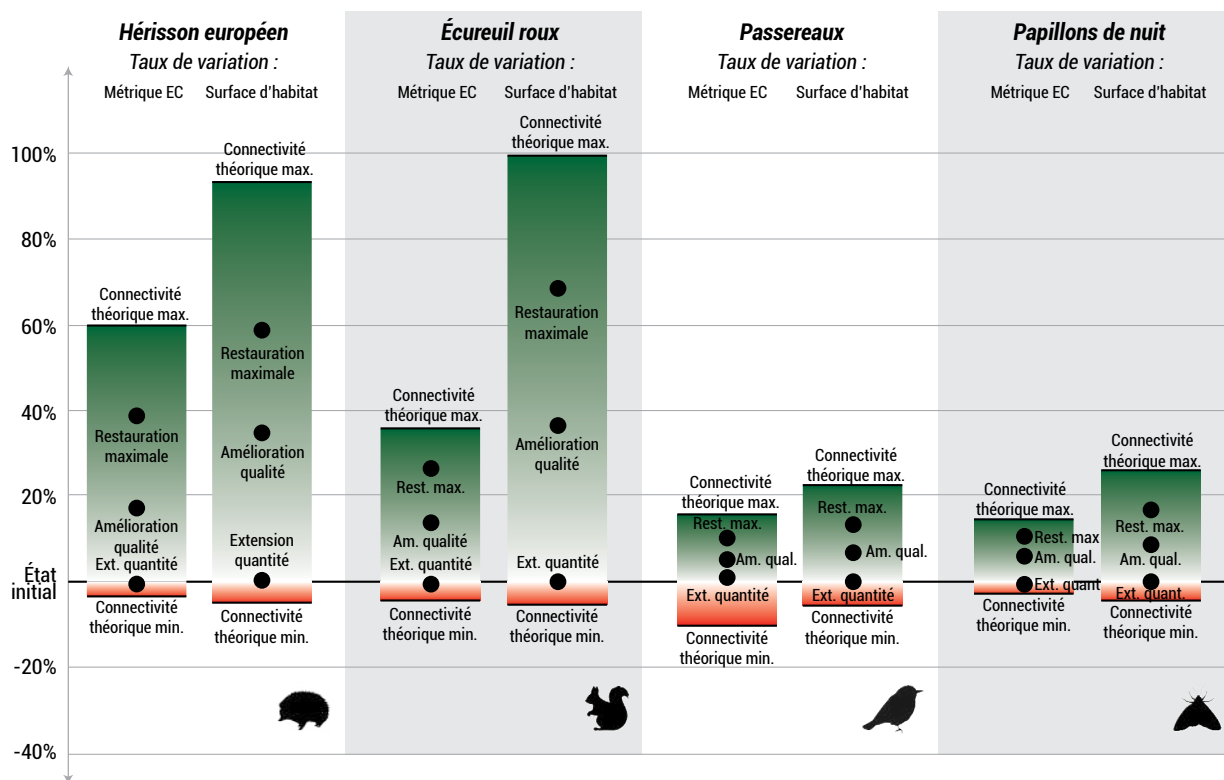 Hérisson européen
Taux de variation :
Métrique EC
Surface d'habitat
Écureuil roux
Taux de variation :
Métrique EC
Surface d'habitat
Passereaux
Taux de variation :
Métrique EC
Surface d'habitat
Papillons de nuit
Taux de variation :
Métrique EC
Surface d'habitat
100%
80%
60%
40%
20%
État
initial
-20%
-40%
Connectivité
théorique max.
Restauration
maximale
Amélioration
qualité
Ext. quantité
Connectivité
théorique min.
Connectivité
théorique max.
Restauration
maximale
Amélioration
qualité
Extension
quantité
Connectivité
théorique min.
Connectivité
théorique max.
Rest. max.
Am. qualité
Ext. quantité
Connectivité
théorique min.
Connectivité
théorique max.
Restauration
maximale
Amélioration
qualité
Ext. quantité
Connectivité
théorique min.
Connectivité
théorique max.
Rest. max.
Am. qual.
Ext. quantité
Connectivité
théorique min.
Connectivité
théorique max.
Rest. max.
Am. qual.
Ext. quantité
Connectivité
théorique min.
Connectivité
théorique max.
Rest. max
Am. qual.
Ext. quant
Connectivité
théorique min.
Connectivité
théorique max.
Rest. max.
Am. qual.
Ext. quant.
Connectivité
théorique min.